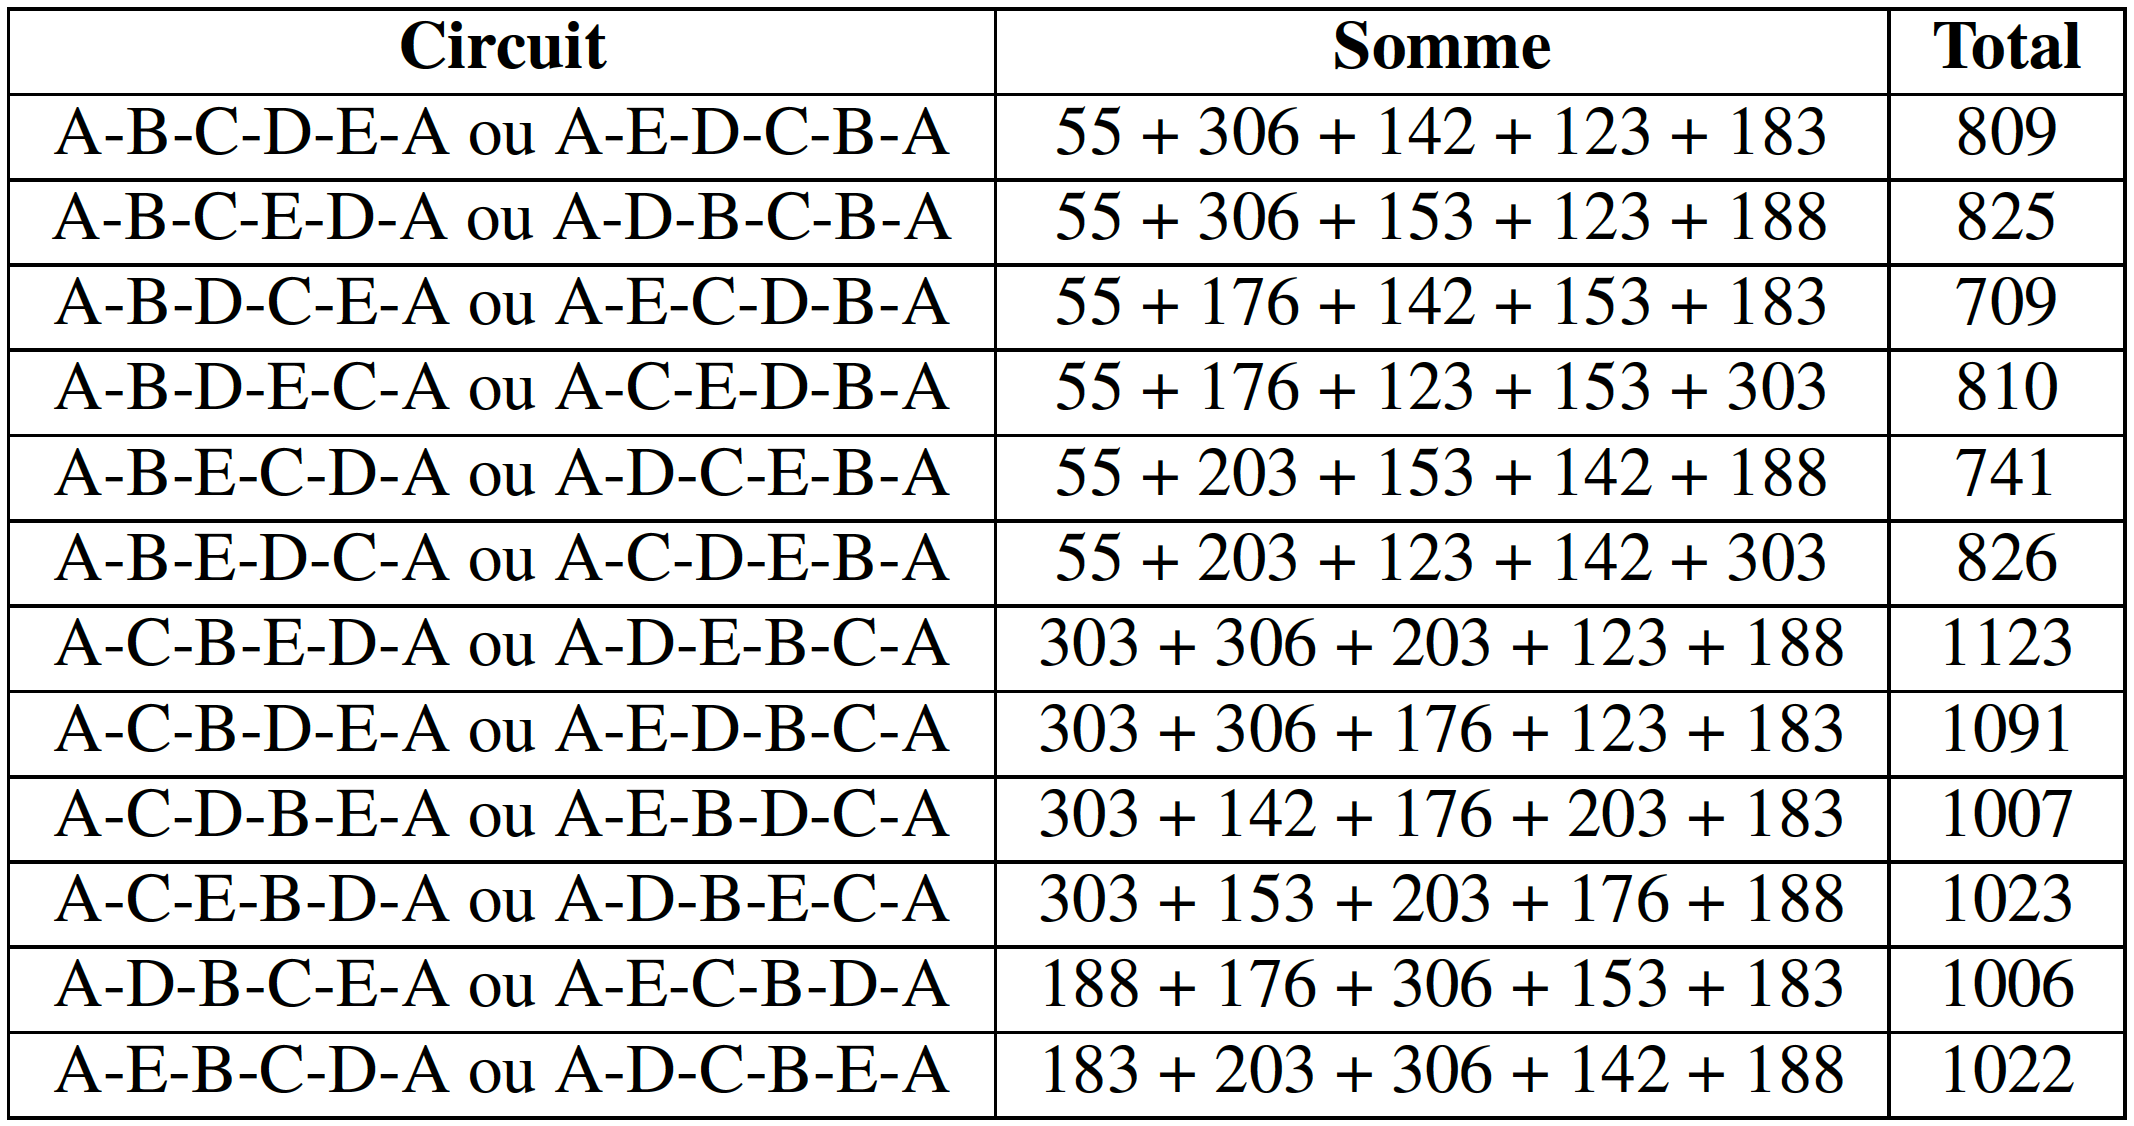 Circuit Somme Total
A-B-C-D-E-A ou A-E-D-C-B-A 55 + 306 + 142 + 123 + 183 809
A-B-C-E-D-A ou A-D-B-C-B-A 55 + 306 + 153 + 123 + 188 825
A-B-D-C-E-A ou A-E-C-D-B-A 55 + 176 + 142 + 153 + 183 709
A-B-D-E-C-A ou A-C-E-D-B-A 55 + 176 + 123 + 153 + 303 810
A-B-E-C-D-A ou A-D-C-E-B-A 55 + 203 + 153 + 142 + 188 741
A-B-E-D-C-A ou A-C-D-E-B-A 55 + 203 + 123 + 142 + 303 826
A-C-B-E-D-A ou A-D-E-B-C-A 303 + 306 + 203 + 123 + 188 1123
A-C-B-D-E-A ou A-E-D-B-C-A 303 + 306 + 176 + 123 + 183 1091
A-C-D-B-E-A ou A-E-B-D-C-A 303 + 142 + 176 + 203 + 183 1007
A-C-E-B-D-A ou A-D-B-E-C-A 303 + 153 + 203 + 176 + 188 1023
A-D-B-C-E-A ou A-E-C-B-D-A 188 + 176 + 306 + 153 + 183 1006
A-E-B-C-D-A ou A-D-C-B-E-A 183 + 203 + 306 + 142 + 188 1022